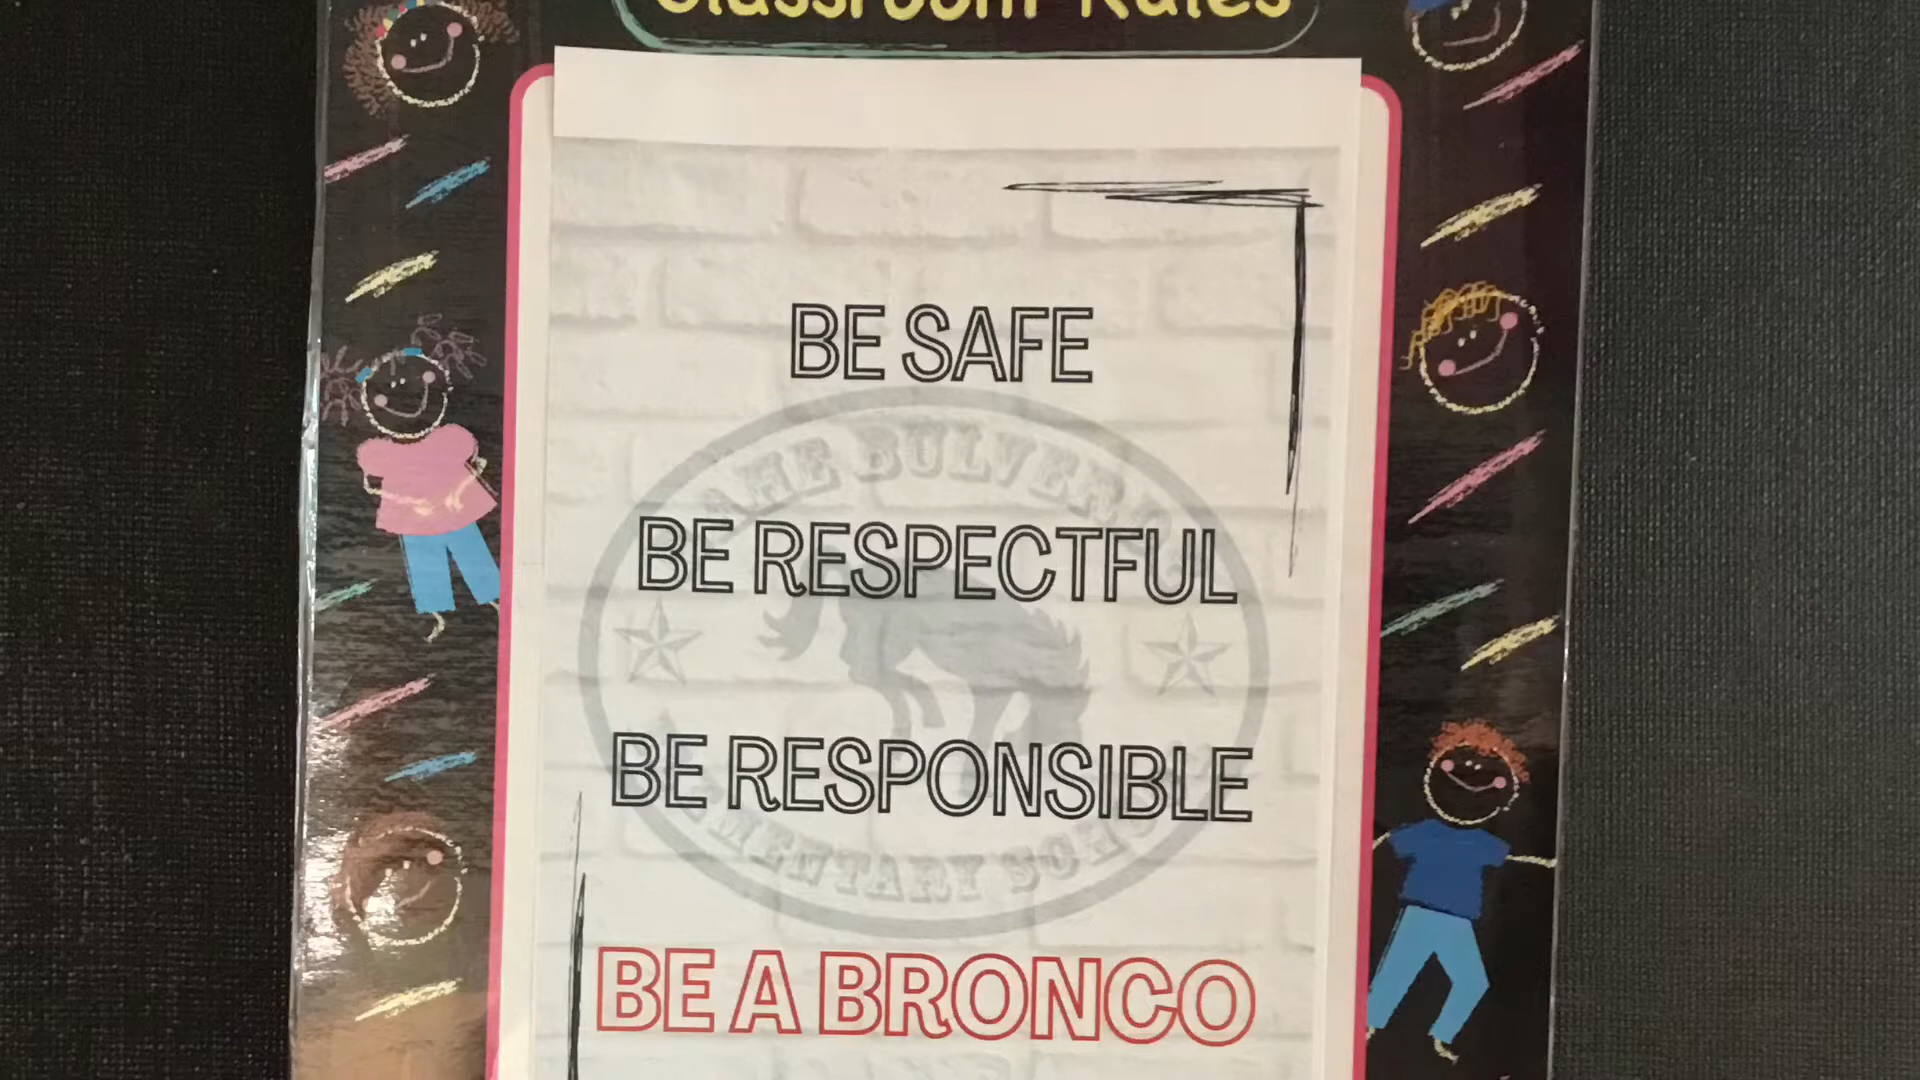 Classroom Rules
BE SAFE
BE RESPECTFUL
BE RESPONSIBLE
BE A BRONCO